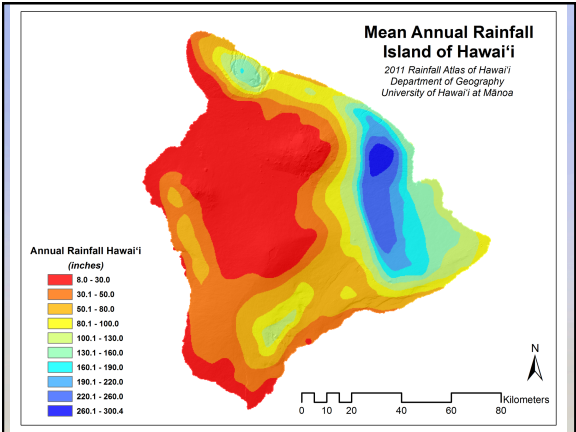 Mean Annual Rainfall
Island of Hawai‘i
2011 Rainfall Atlas of Hawai‘i
Department of Geography
University of Hawai‘i at Mānoa
Annual Rainfall Hawai‘i
(inches)
8.0 - 30.0
30.1 - 50.0
50.1 - 80.0
80.1 - 100.0
100.1 - 130.0
130.1 - 160.0
160.1 - 190.0
190.1 - 220.0
220.1 - 260.0
260.1 - 300.4
N
Kilometers
0 10 20 40 60 80